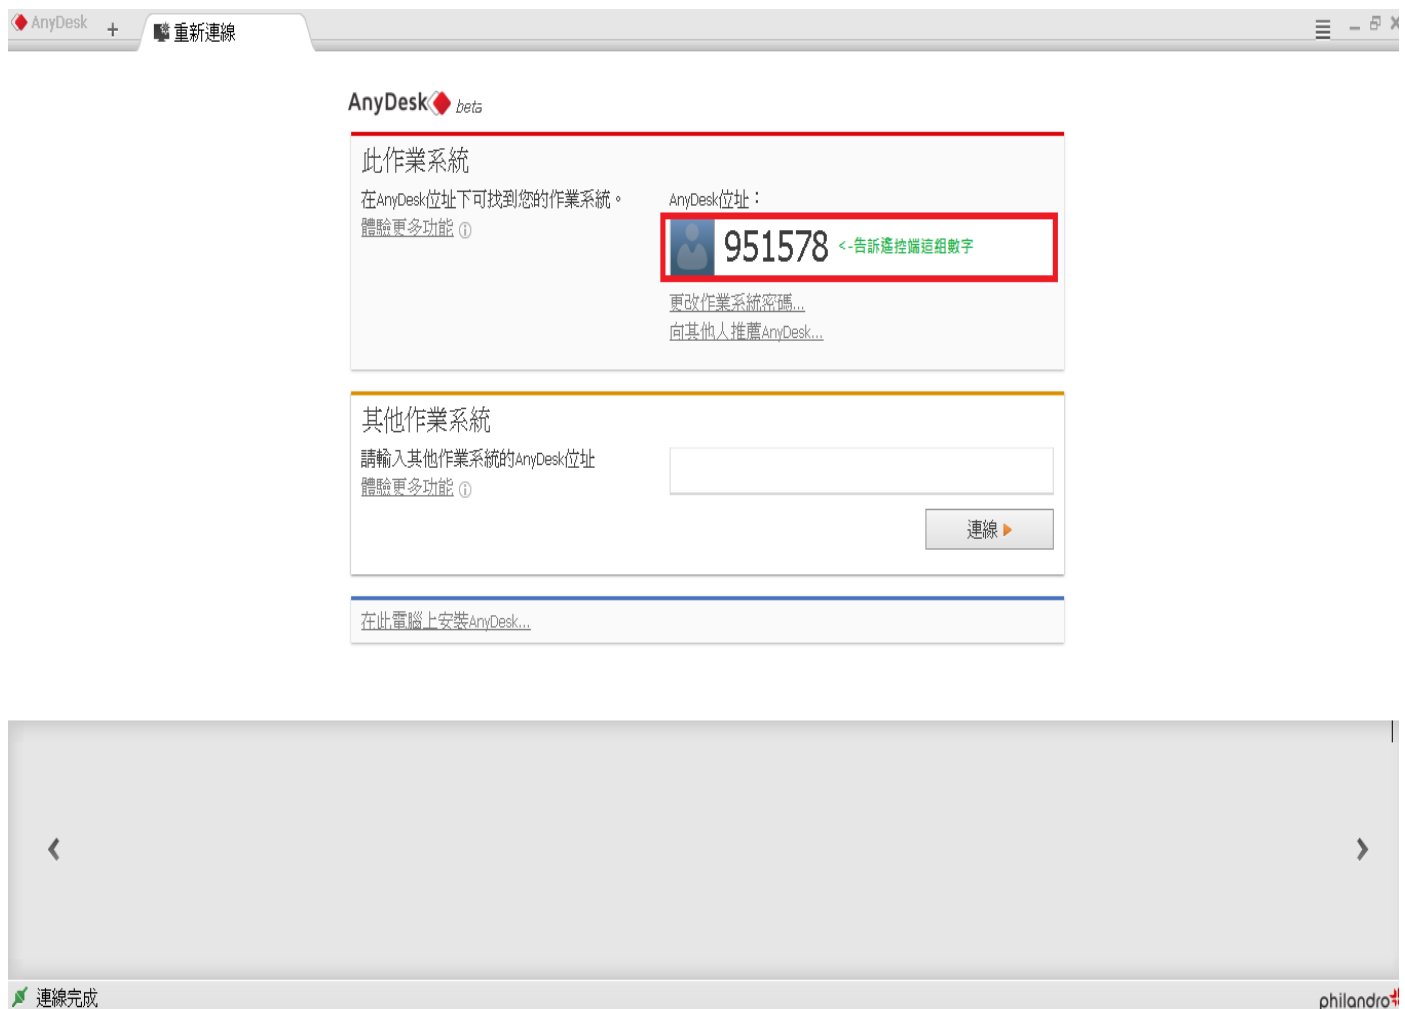 AnyDesk
+
重新連線
AnyDesk beta
此作業系統
在AnyDesk位址下可找到您的作業系統。
體驗更多功能
AnyDesk位址：
951578 <-告訴遙控端這組數字
更改作業系統密碼...
向其他人推薦AnyDesk...
其他作業系統
請輸入其他作業系統的AnyDesk位址
體驗更多功能
連線
在此電腦上安裝AnyDesk...
連線完成
philandro